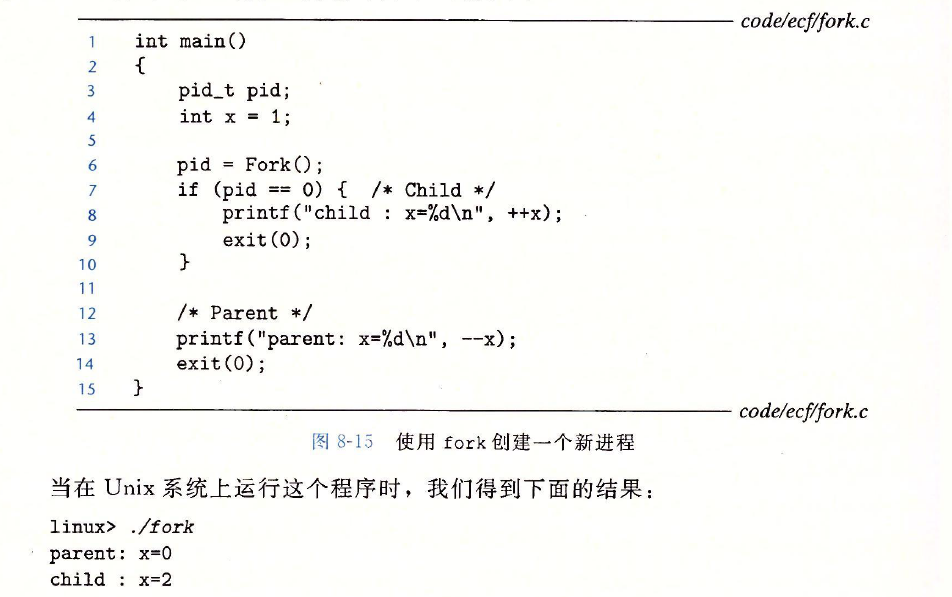 code/ecf/fork.c
1 int main()
2 {
3 pid_t pid;
4 int x = 1;
5
6 pid = Fork();
7 if (pid == 0) { /* Child */
8 printf("child : x=%d\n", ++x);
9 exit(0);
10 }
11
12 /* Parent */
13 printf("parent: x=%d\n", --x);
14 exit(0);
15 }
code/ecf/fork.c
图 8-15 使用 fork 创建一个新进程
当在 Unix 系统上运行这个程序时，我们得到下面的结果：
linux> ./fork
parent: x=0
child : x=2